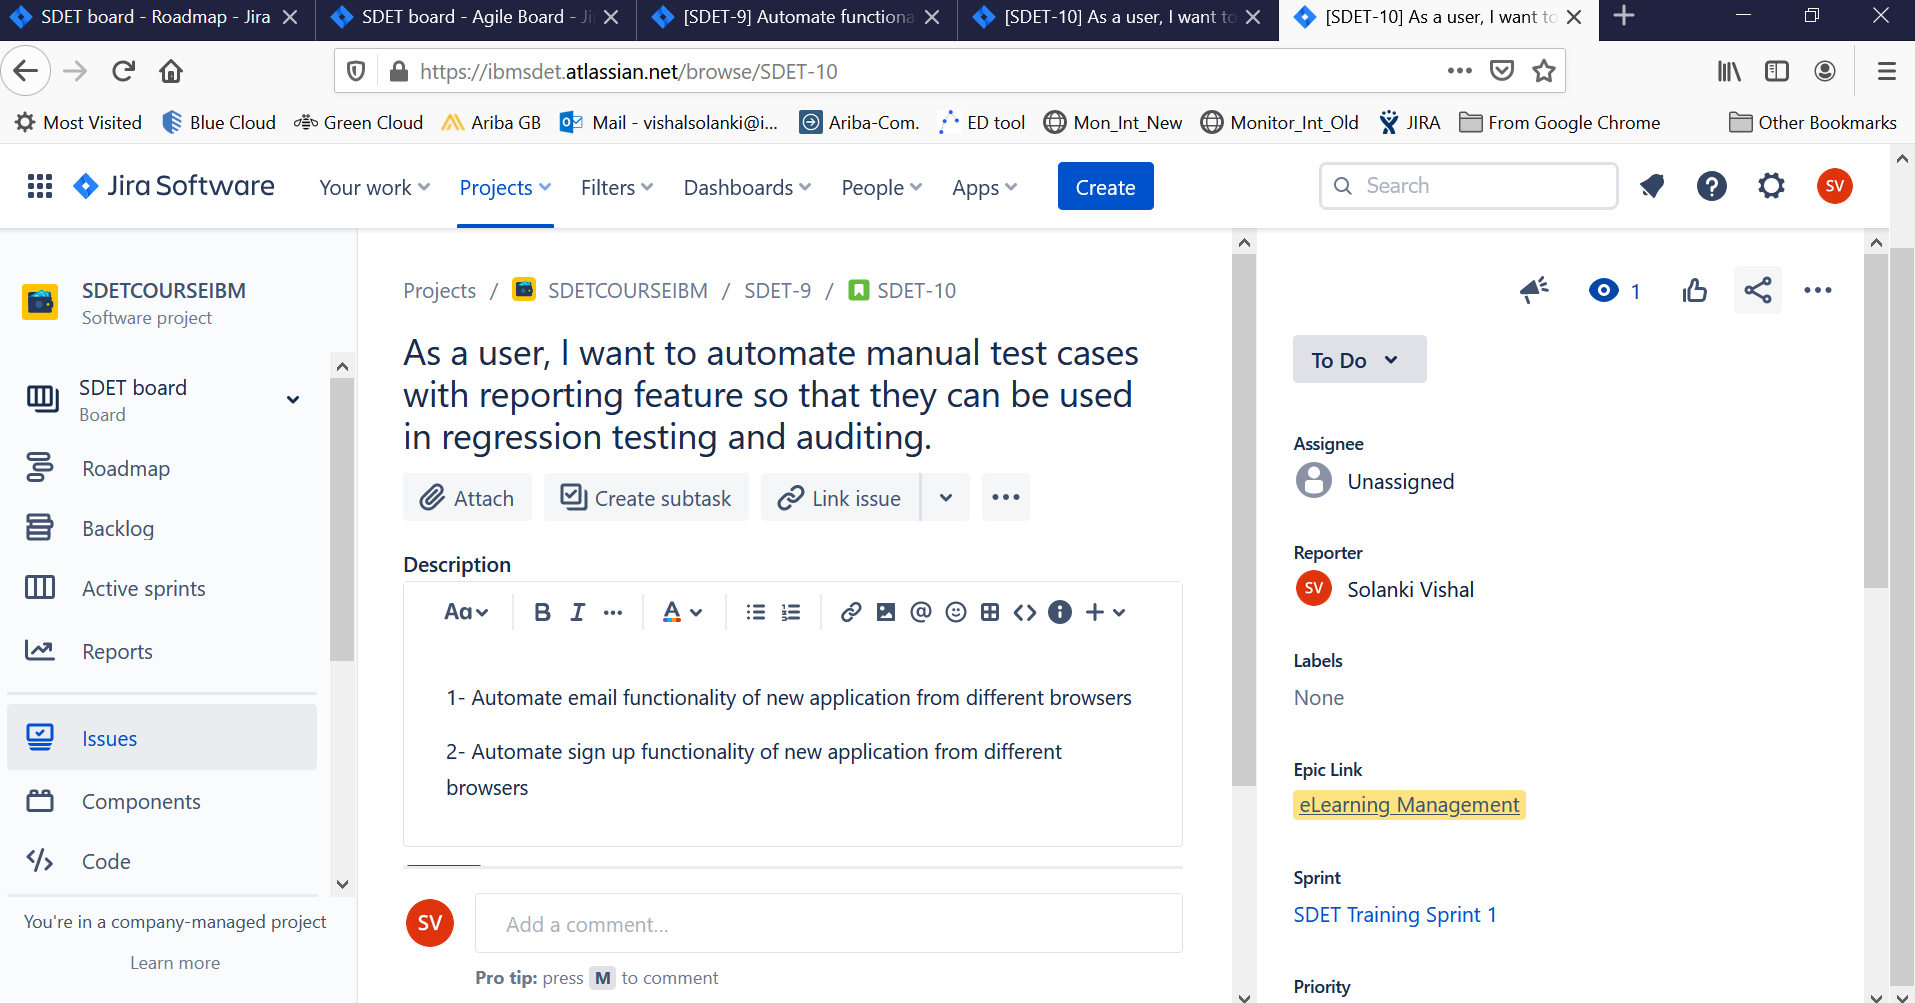 SDET board - Roadmap - Jira
SDET board - Agile Board - Ji
[SDET-9] Automate functiona
[SDET-10] As a user, I want to
[SDET-10] As a user, I want to
https://ibmsdet.atlassian.net/browse/SDET-10
Most Visited
Blue Cloud
Green Cloud
Ariba GB
Mail - vishalsolanki@i...
Ariba-Com.
ED tool
Mon_Int_New
Monitor_Int_Old
JIRA
From Google Chrome
Other Bookmarks
Jira Software
Your work
Projects
Filters
Dashboards
People
Apps
Create
Search
SV
SDETCOURSEIBM
Software project
SDET board
Board
Roadmap
Backlog
Active sprints
Reports
Issues
Components
Code
You're in a company-managed project
Learn more
Projects / SDETCOURSEIBM / SDET-9 / SDET-10
As a user, I want to automate manual test cases
with reporting feature so that they can be used
in regression testing and auditing.
Attach
Create subtask
Link issue
Description
Aa
B I
A
1- Automate email functionality of new application from different browsers
2- Automate sign up functionality of new application from different
browsers
SV
Add a comment...
Pro tip: press M to comment
1
To Do
Assignee
Unassigned
Reporter
SV
Solanki Vishal
Labels
None
Epic Link
eLearning Management
Sprint
SDET Training Sprint 1
Priority